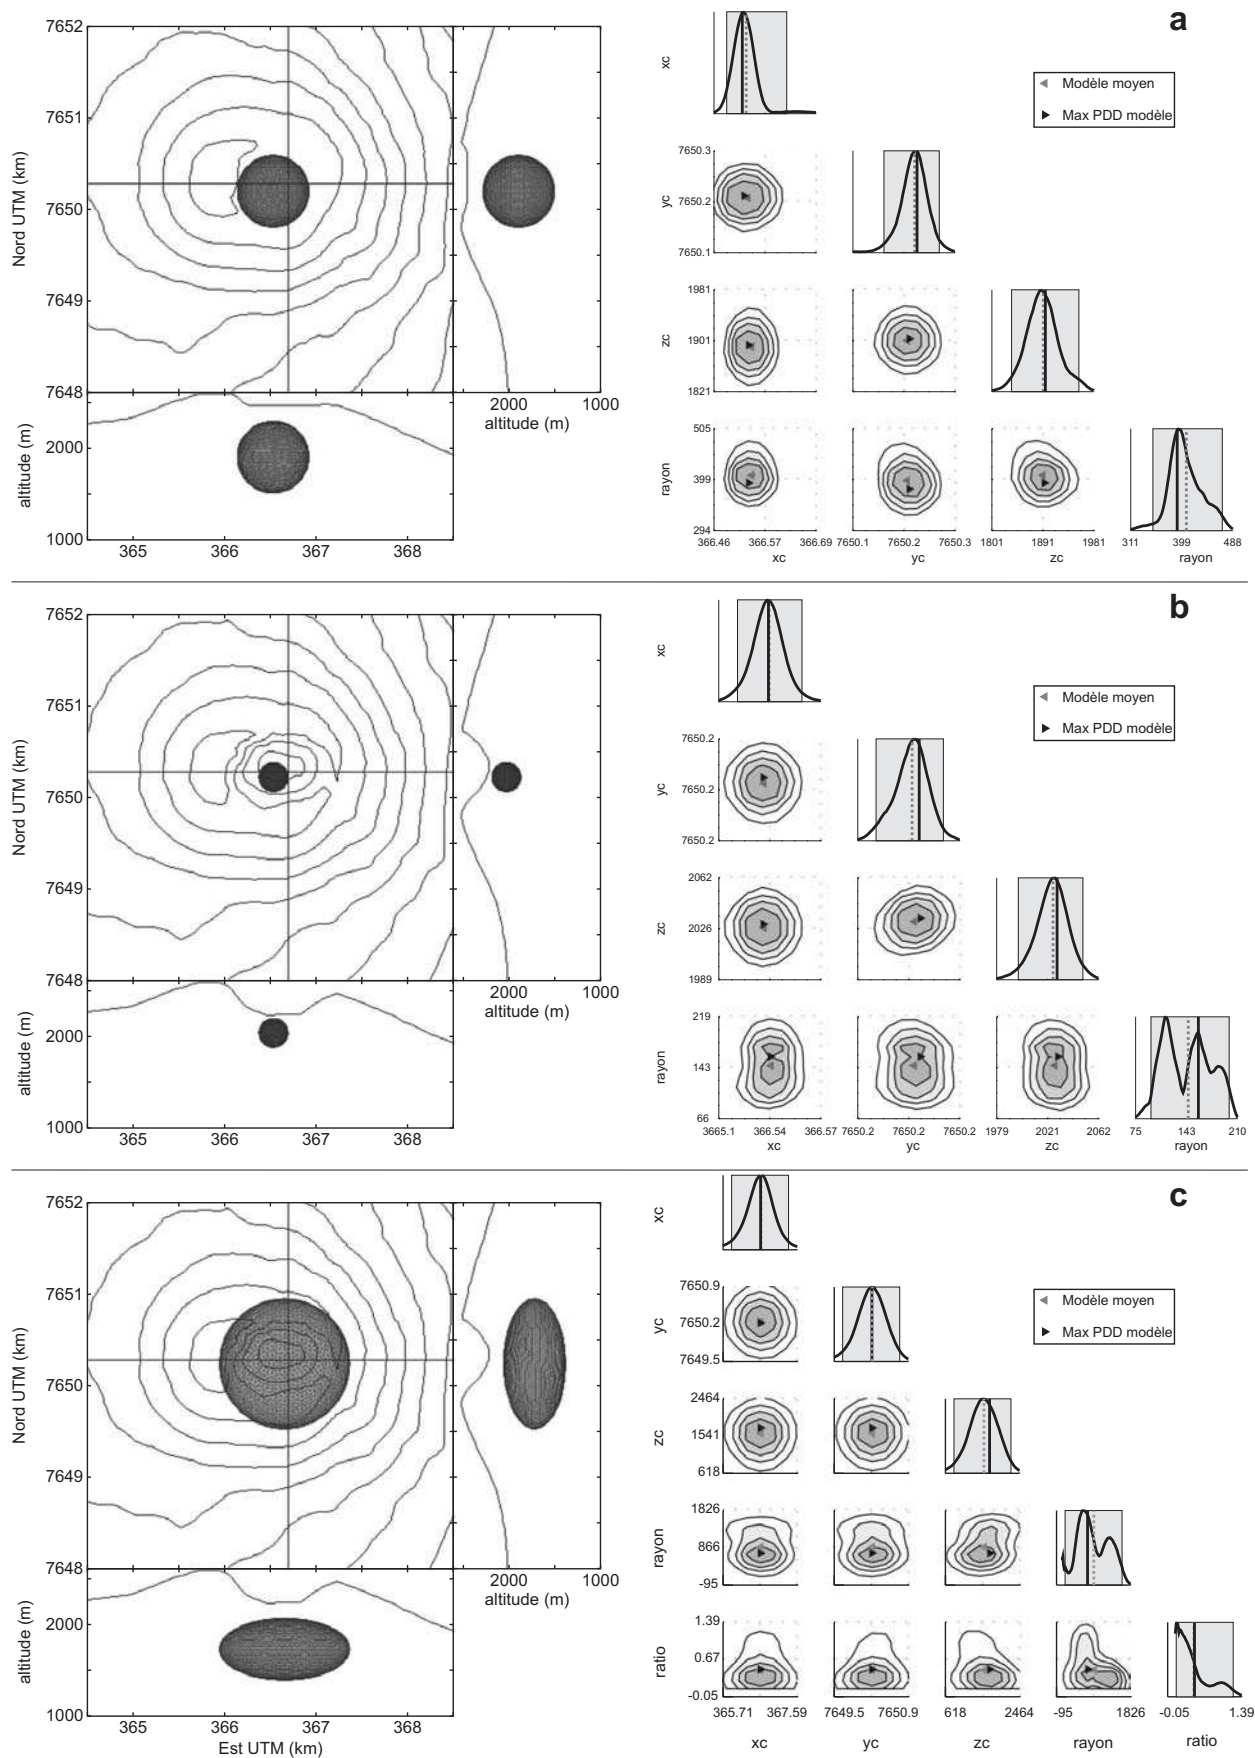 a
7652
7651
7650
7649
7648
Nord UTM (km)
2000
1000
altitude (m)
2000
1000
altitude (m)
365
366
367
368
xc
Modèle moyen
Max PDD modèle
7650.3
7650.2
7650.1
yc
1981
1901
1821
zc
505
399
294
rayon
366.46
366.57
366.69
xc
7650.1
7650.2
7650.3
yc
1801
1891
1981
zc
311
399
488
rayon
b
7652
7651
7650
7649
7648
Nord UTM (km)
2000
1000
altitude (m)
2000
1000
altitude (m)
365
366
367
368
xc
Modèle moyen
Max PDD modèle
7650.2
7650.2
7650.2
yc
2062
2026
1989
zc
219
143
66
rayon
3665.1
366.54
366.57
xc
7650.2
7650.2
7650.2
yc
1979
2021
2062
zc
75
143
210
rayon
c
7652
7651
7650
7649
7648
Nord UTM (km)
2000
1000
altitude (m)
2000
1000
altitude (m)
365
366
367
368
Est UTM (km)
xc
Modèle moyen
Max PDD modèle
7650.9
7650.2
7649.5
yc
2464
1541
618
zc
1826
866
-95
rayon
1.39
0.67
-0.05
ratio
365.71
367.59
xc
7649.5
7650.9
yc
618
2464
zc
-95
1826
rayon
-0.05
1.39
ratio